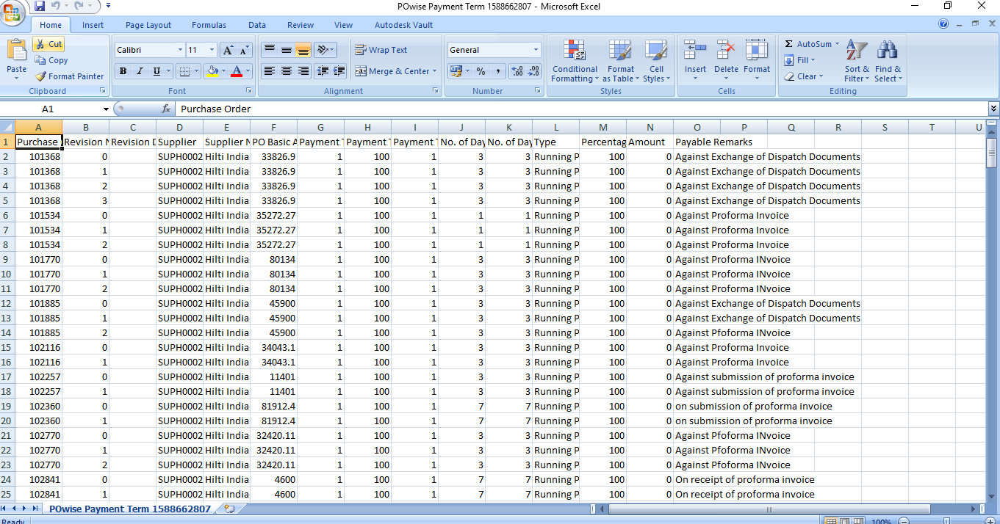 POwise Payment Term 1588662807 - Microsoft Excel
Home Insert Page Layout Formulas Data Review View Autodesk Vault
Paste Cut Copy Format Painter Clipboard
Calibri 11 B I U A Font
Wrap Text Merge & Center Alignment
General % , Number
Conditional Formatting Format as Table Cell Styles Styles
Insert Delete Format Cells
Σ AutoSum Fill Clear Sort & Filter Find & Select Editing
A1 fx Purchase Order
A B C D E F G H I J K L M N O P Q R S T U
1 Purchase Revision N Revision D Supplier Supplier N PO Basic A Payment T Payment T Payment T No. of Day No. of Day Type Percentag Amount Payable Remarks
2 101368 0 SUPH0002 Hilti India 33826.9 1 100 1 3 3 Running P 100 0 Against Exchange of Dispatch Documents
3 101368 1 SUPH0002 Hilti India 33826.9 1 100 1 3 3 Running P 100 0 Against Exchange of Dispatch Documents
4 101368 2 SUPH0002 Hilti India 33826.9 1 100 1 3 3 Running P 100 0 Against Exchange of Dispatch Documents
5 101368 3 SUPH0002 Hilti India 33826.9 1 100 1 3 3 Running P 100 0 Against Exchange of Dispatch Documents
6 101534 0 SUPH0002 Hilti India 35272.27 1 100 1 1 1 Running P 100 0 Against Proforma Invoice
7 101534 1 SUPH0002 Hilti India 35272.27 1 100 1 1 1 Running P 100 0 Against Proforma Invoice
8 101534 2 SUPH0002 Hilti India 35272.27 1 100 1 1 1 Running P 100 0 Against Proforma Invoice
9 101770 0 SUPH0002 Hilti India 80134 1 100 1 3 3 Running P 100 0 Against Proforma INvoice
10 101770 1 SUPH0002 Hilti India 80134 1 100 1 3 3 Running P 100 0 Against Proforma INvoice
11 101770 2 SUPH0002 Hilti India 80134 1 100 1 3 3 Running P 100 0 Against Proforma INvoice
12 101885 0 SUPH0002 Hilti India 45900 1 100 1 3 3 Running P 100 0 Against Exchange of Dispatch Documents
13 101885 1 SUPH0002 Hilti India 45900 1 100 1 3 3 Running P 100 0 Against Exchange of Dispatch Documents
14 101885 2 SUPH0002 Hilti India 45900 1 100 1 3 3 Running P 100 0 Against Pfoforma INvoice
15 102116 0 SUPH0002 Hilti India 34043.1 1 100 1 3 3 Running P 100 0 Against Proforma Invoice
16 102116 1 SUPH0002 Hilti India 34043.1 1 100 1 3 3 Running P 100 0 Against Proforma Invoice
17 102257 0 SUPH0002 Hilti India 11401 1 100 1 3 3 Running P 100 0 Against submission of proforma invoice
18 102257 1 SUPH0002 Hilti India 11401 1 100 1 3 3 Running P 100 0 Against submission of proforma invoice
19 102360 0 SUPH0002 Hilti India 81912.4 1 100 1 7 7 Running P 100 0 on submission of proforma invoice
20 102360 1 SUPH0002 Hilti India 81912.4 1 100 1 7 7 Running P 100 0 on submission of proforma invoice
21 102770 0 SUPH0002 Hilti India 32420.11 1 100 1 3 3 Running P 100 0 Against Pfoforma INvoice
22 102770 1 SUPH0002 Hilti India 32420.11 1 100 1 3 3 Running P 100 0 Against Pfoforma INvoice
23 102770 2 SUPH0002 Hilti India 32420.11 1 100 1 3 3 Running P 100 0 Against Pfoforma INvoice
24 102841 0 SUPH0002 Hilti India 4600 1 100 1 7 7 Running P 100 0 On receipt of proforma invoice
25 102841 1 SUPH0002 Hilti India 4600 1 100 1 7 7 Running P 100 0 On receipt of proforma invoice
POwise Payment Term 1588662807
Ready 100%